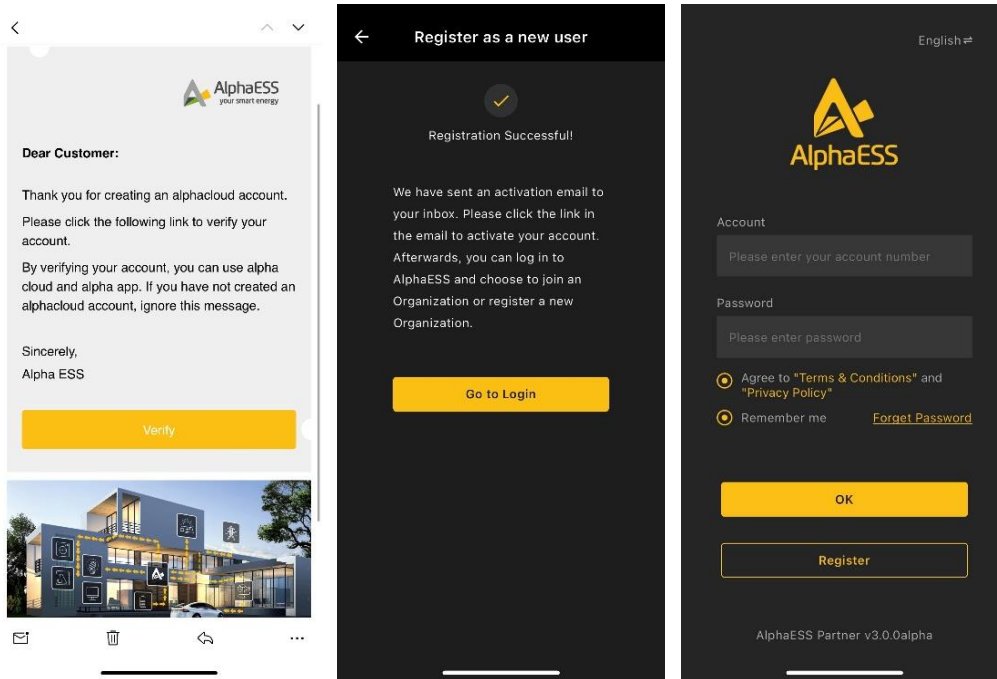 AlphaESS
your smart energy
Dear Customer:
Thank you for creating an alphacloud account.
Please click the following link to verify your
account.
By verifying your account, you can use alpha
cloud and alpha app. If you have not created an
alphacloud account, ignore this message.
Sincerely,
Alpha ESS
Verify
Register as a new user
Registration Successful!
We have sent an activation email to
your inbox. Please click the link in
the email to activate your account.
Afterwards, you can log in to
AlphaESS and choose to join an
Organization or register a new
Organization.
Go to Login
English
AlphaESS
Account
Please enter your account number
Password
Please enter password
Agree to "Terms & Conditions" and
"Privacy Policy"
Remember me Forget Password
OK
Register
AlphaESS Partner v3.0.0alpha